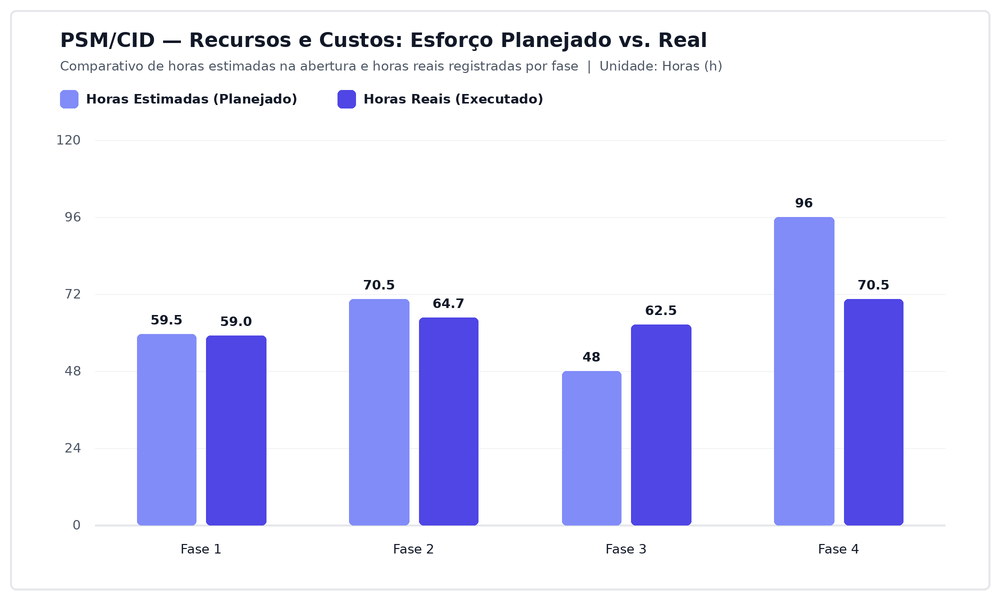 PSM/CID — Recursos e Custos: Esforço Planejado vs. Real
Comparativo de horas estimadas na abertura e horas reais registradas por fase | Unidade: Horas (h)
Horas Estimadas (Planejado) Horas Reais (Executado)
120
96
72
48
24
0
59.5 59.0
70.5 64.7
48 62.5
96 70.5
Fase 1 Fase 2 Fase 3 Fase 4